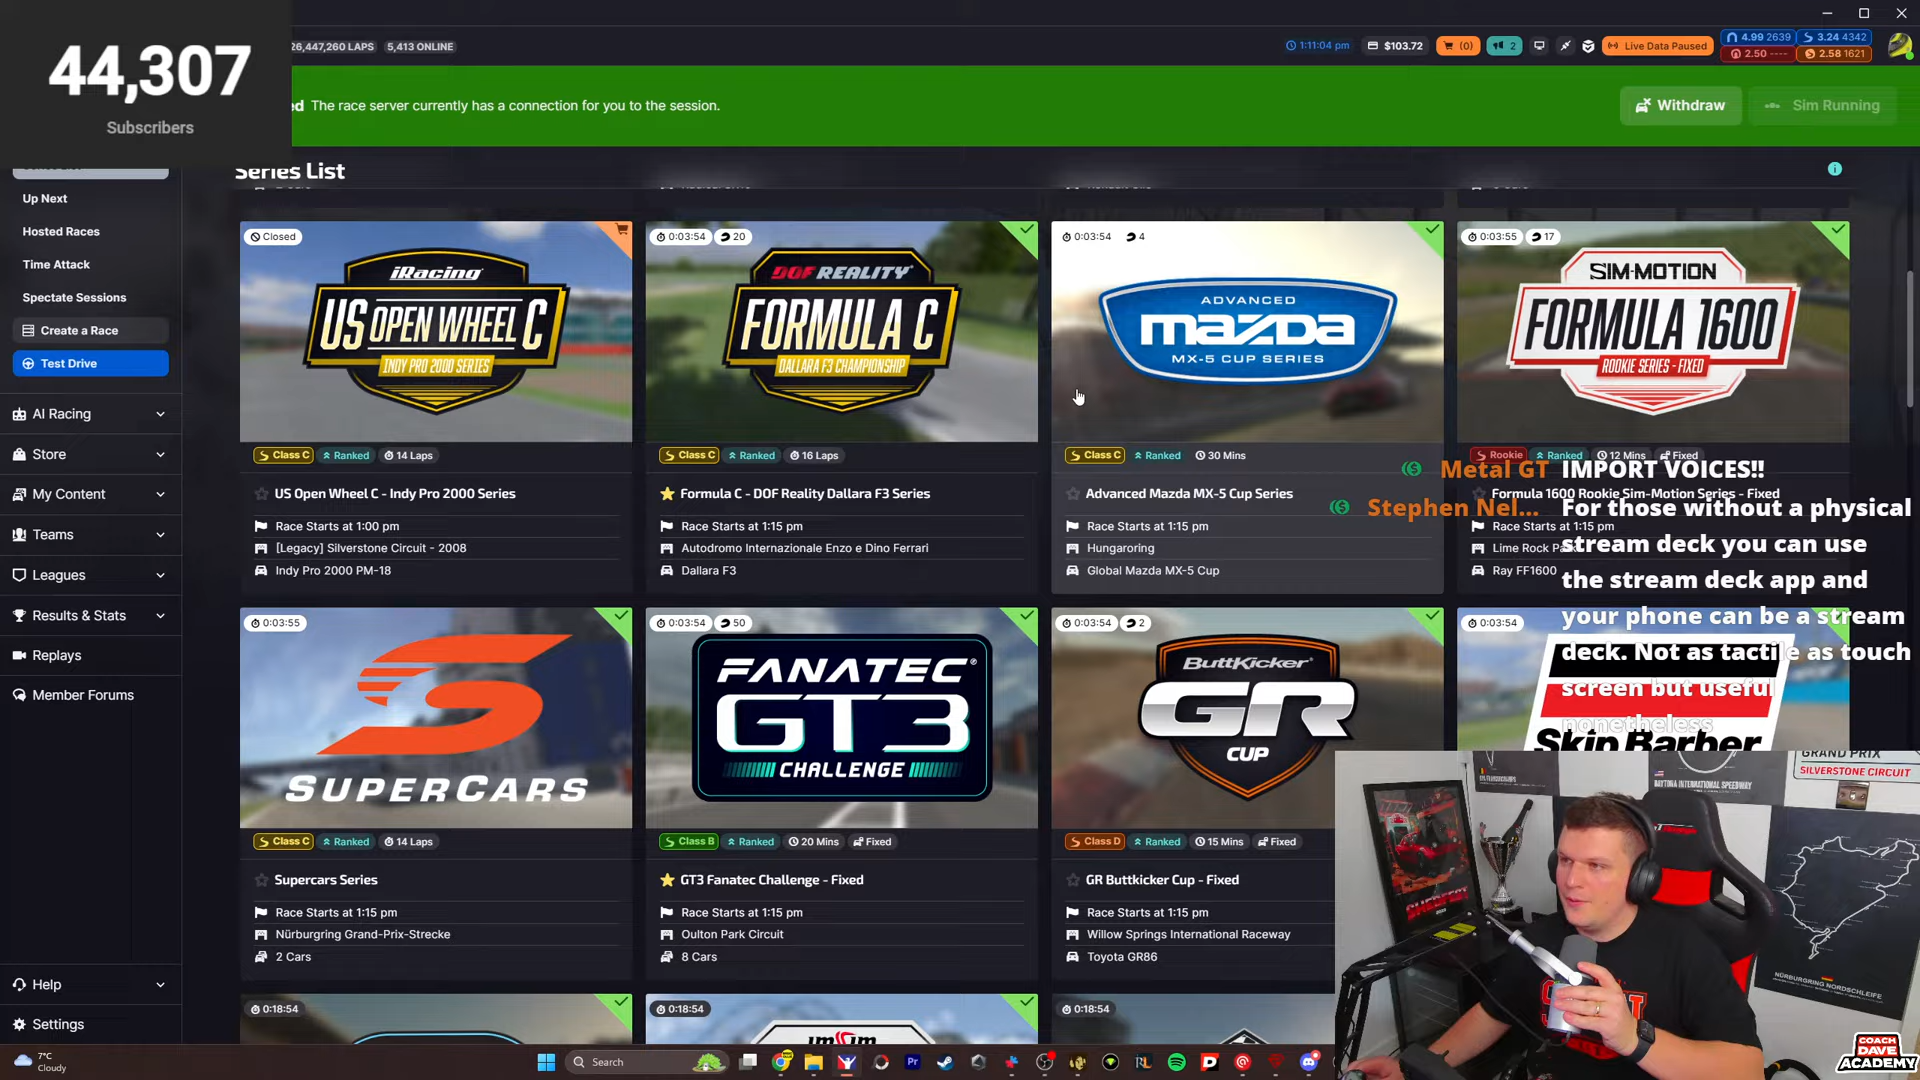 44,307
Subscribers
26,447,260 LAPS
5,413 ONLINE
1:11:04 pm
$103.72
(0)
2
Live Data Paused
4.99 2639
3.24 4342
2.50 ----
2.58 1621
The race server currently has a connection for you to the session.
Withdraw
Sim Running
Series List
Up Next
Hosted Races
Time Attack
Spectate Sessions
Create a Race
Test Drive
AI Racing
Store
My Content
Teams
Leagues
Results & Stats
Replays
Member Forums
Help
Settings
Closed
iRacing
US OPEN WHEEL C
INDY PRO 2000 SERIES
Class C
Ranked
14 Laps
US Open Wheel C - Indy Pro 2000 Series
Race Starts at 1:00 pm
[Legacy] Silverstone Circuit - 2008
Indy Pro 2000 PM-18
0:03:54
20
DOF REALITY
FORMULA C
DALLARA F3 CHAMPIONSHIP
Class C
Ranked
16 Laps
Formula C - DOF Reality Dallara F3 Series
Race Starts at 1:15 pm
Autodromo Internazionale Enzo e Dino Ferrari
Dallara F3
0:03:54
4
ADVANCED
mazda
MX-5 CUP SERIES
Class C
Ranked
30 Mins
Advanced Mazda MX-5 Cup Series
Race Starts at 1:15 pm
Hungaroring
Global Mazda MX-5 Cup
0:03:55
17
SIM-MOTION
FORMULA 1600
ROOKIE SERIES - FIXED
Rookie
Ranked
12 Mins
Fixed
Formula 1600 Rookie Sim-Motion Series - Fixed
Race Starts at 1:15 pm
Lime Rock
Ray FF1600
Metal GT IMPORT VOICES!!
Stephen Nel... For those without a physical
stream deck you can use
the stream deck app and
your phone can be a stream
deck. Not as tactile as touch
screen but useful
nonetheless
0:03:55
SUPERCARS
Class C
Ranked
14 Laps
Supercars Series
Race Starts at 1:15 pm
Nürburgring Grand-Prix-Strecke
2 Cars
0:03:54
50
FANATEC
GT3
CHALLENGE
Class B
Ranked
20 Mins
Fixed
GT3 Fanatec Challenge - Fixed
Race Starts at 1:15 pm
Oulton Park Circuit
8 Cars
0:03:54
2
ButtKicker
GR
CUP
Class D
Ranked
15 Mins
Fixed
GR Buttkicker Cup - Fixed
Race Starts at 1:15 pm
Willow Springs International Raceway
Toyota GR86
0:03:54
Skip Barber
0:18:54
0:18:54
0:18:54
GRAND PRIX
SILVERSTONE CIRCUIT
DAYTONA INTERNATIONAL SPEEDWAY
NÜRBURGRING NORDSCHLEIFE
COACH
DAVE
ACADEMY
7°C
Cloudy
Search